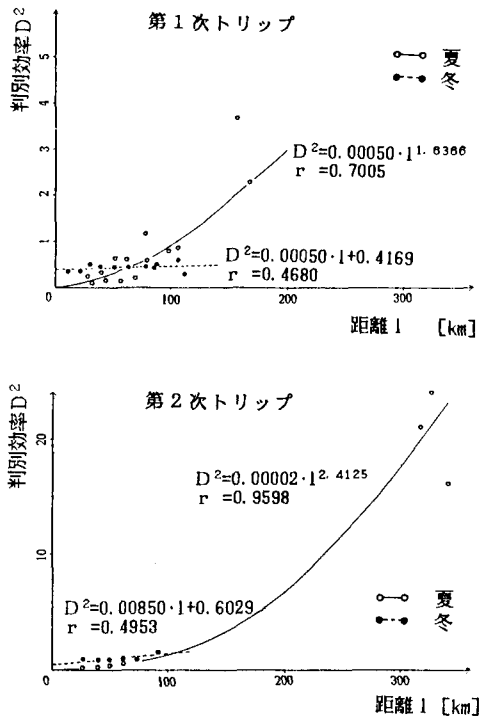 第1次トリップ
判別効率D²
5
4
3
2
1
夏
冬
D²=0.00050·l^1.6366
r =0.7005
D²=0.00050·l+0.4169
r =0.4680
0
100
200
300
距離l [km]
第2次トリップ
判別効率D²
20
10
D²=0.00002·l^2.4125
r =0.9598
D²=0.00850·l+0.6029
r =0.4953
夏
冬
0
100
200
300
距離l [km]